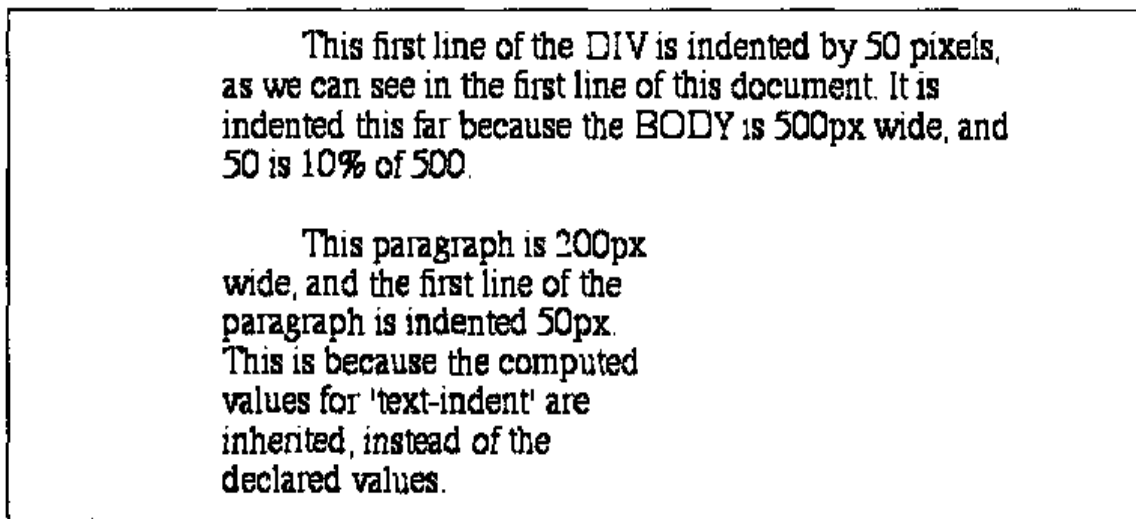 This first line of the DIV is indented by 50 pixels,
as we can see in the first line of this document. It is
indented this far because the BODY is 500px wide, and
50 is 10% of 500.
This paragraph is 200px
wide, and the first line of the
paragraph is indented 50px.
This is because the computed
values for 'text-indent' are
inherited, instead of the
declared values.